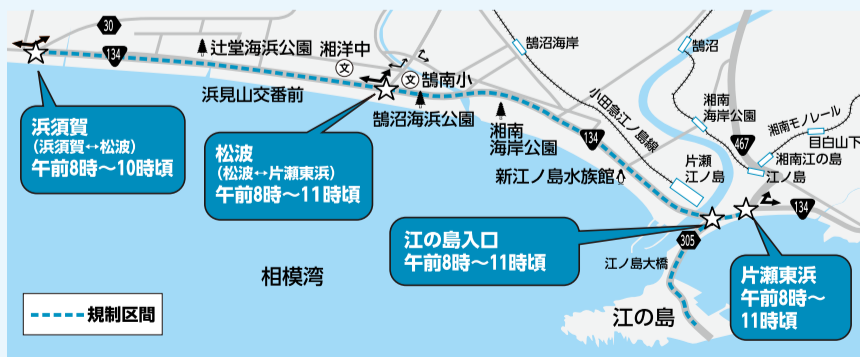 30
134
辻堂海浜公園
湘洋中
文
文
鵠南小
浜見山交番前
鵠沼海浜公園
鵠沼海岸
鵠沼
小田急江ノ島線
湘南
海岸公園
134
湘南
海岸公園
467
湘南モノレール
目白山下
湘南江の島
江ノ島
片瀬
江ノ島
新江ノ島水族館
134
305
江ノ島大橋
江の島
相模湾
浜須賀
(浜須賀↔松波)
午前8時〜10時頃
松波
(松波↔片瀬東浜)
午前8時〜11時頃
江の島入口
午前8時〜11時頃
片瀬東浜
午前8時〜
11時頃
規制区間